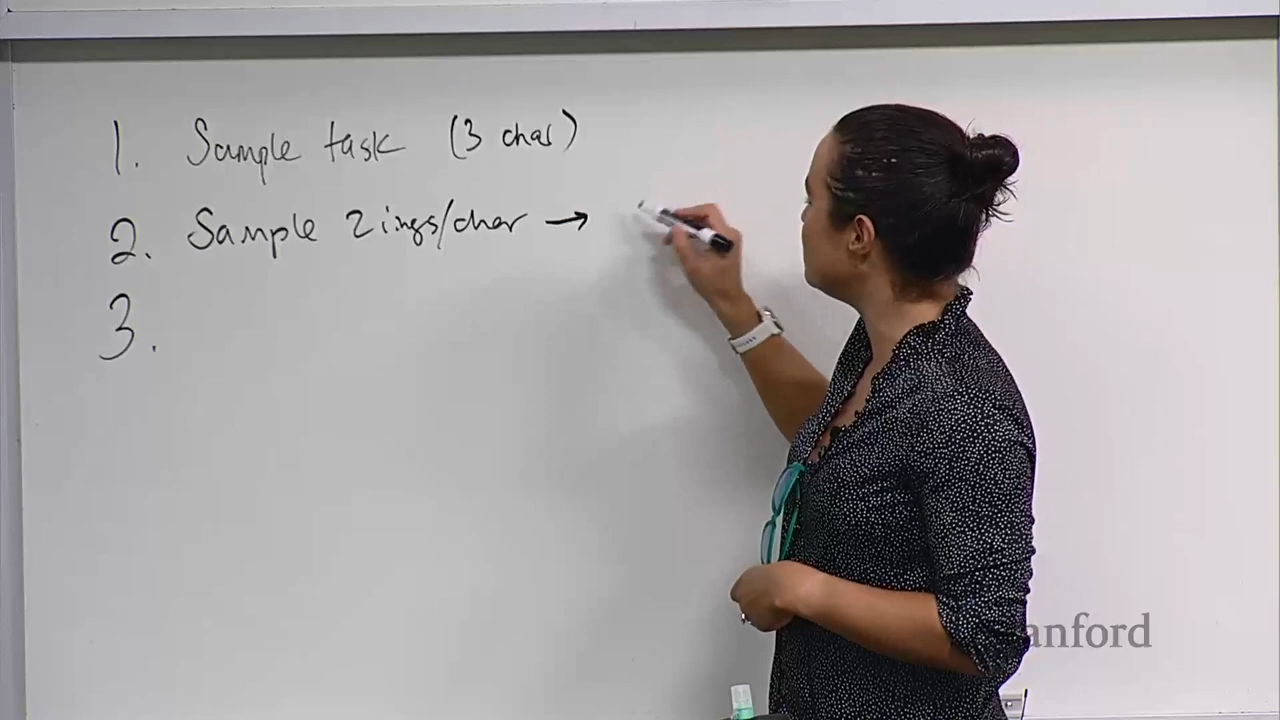 1. Sample task (3 char)
2. Sample 2 imgs/char →
3.
anford